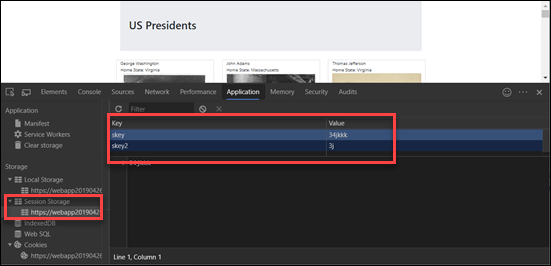 US Presidents
George Washington
Home State: Virginia
John Adams
Home State: Massachusetts
Thomas Jefferson
Home State: Virginia
Elements Console Sources Network Performance Application Memory Security Audits
Application
Manifest
Service Workers
Clear storage
Storage
Local Storage
https://webapp20190426
Session Storage
https://webapp2019042
IndexedDB
Web SQL
Cookies
https://webapp20190426
Filter
Key Value
skey 34jkkk
skey2 3j
Line 1, Column 1